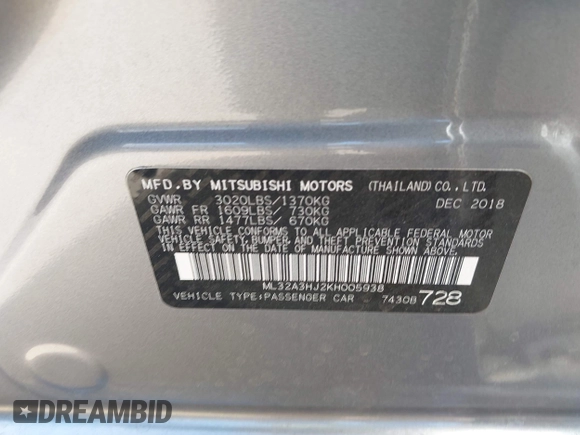 MFD.BY MITSUBISHI MOTORS (THAILAND) CO., LTD.
GVWR 3020LBS/1370KG DEC 2018
GAWR FR 1609LBS/ 730KG
GAWR RR 1477LBS/ 670KG
THIS VEHICLE CONFORMS TO ALL APPLICABLE FEDERAL MOTOR
VEHICLE SAFETY, BUMPER, AND THEFT PREVENTION STANDARDS
IN EFFECT ON THE DATE OF MANUFACTURE SHOWN ABOVE.
ML32A3HJ2KH005938
VEHICLE TYPE:PASSENGER CAR 74308 728
DREAMBID